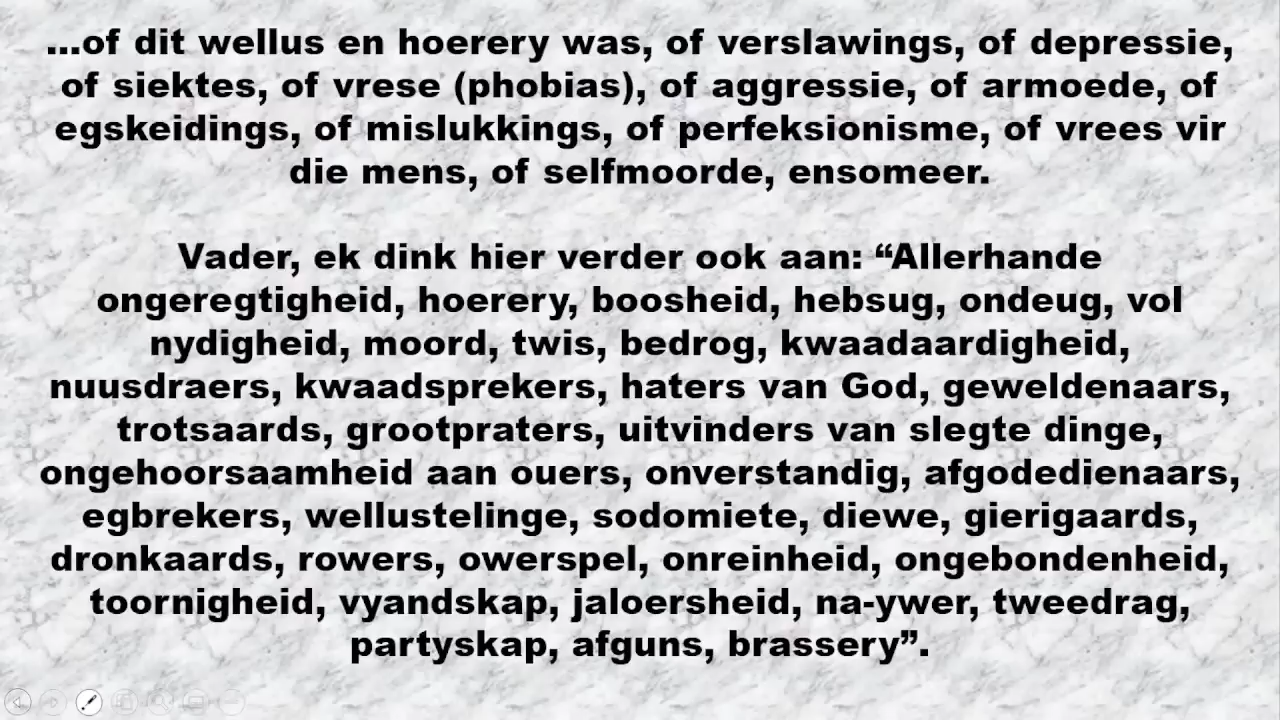 ...of dit wellus en hoerery was, of verslawings, of depressie,
of siektes, of vrese (phobias), of aggressie, of armoede, of
egskeidings, of mislukkings, of perfeksionisme, of vrees vir
die mens, of selfmoorde, ensomeer.
Vader, ek dink hier verder ook aan: “Allerhande
ongeregtigheid, hoerery, boosheid, hebsug, ondeug, vol
nydigheid, moord, twis, bedrog, kwaadaardigheid,
nuusdraers, kwaadsprekers, haters van God, geweldenaars,
trotsaards, grootpraters, uitvinders van slegte dinge,
ongehoorsaamheid aan ouers, onverstandig, afgodedienaars,
egbrekers, wellustelinge, sodomiete, diewe, gierigaards,
dronkaards, rowers, owerspel, onreinheid, ongebondenheid,
toornigheid, vyandskap, jaloersheid, na-ywer, tweedrag,
partyskap, afguns, brassery”.